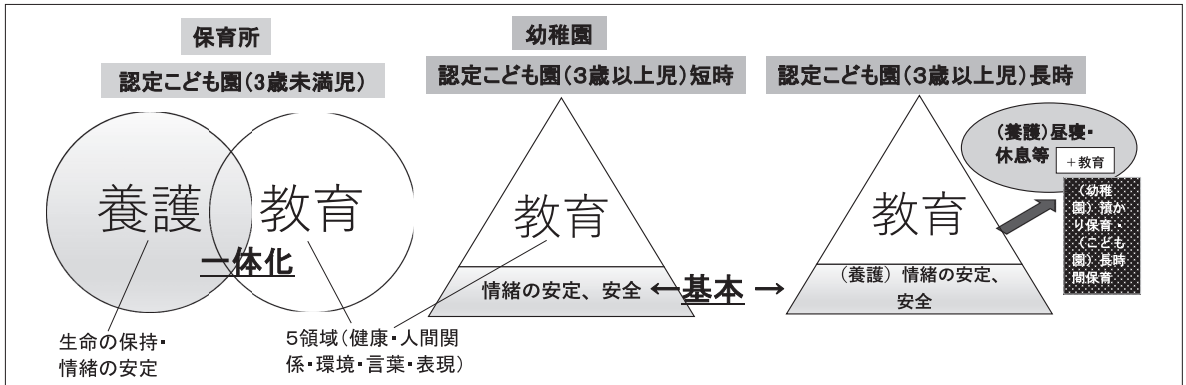 保育所
認定こども園(3歳未満児)
養護
教育
一体化
生命の保持・
情緒の安定
5領域(健康・人間関
係・環境・言葉・表現)
幼稚園
認定こども園(3歳以上児)短時
教育
情緒の安定、安全
←基本→
認定こども園(3歳以上児)長時
教育
(養護)情緒の安定、
安全
(養護)昼寝・
休息等
+教育
(幼稚
園)預か
り保育、
(こども
園)長時
間保育